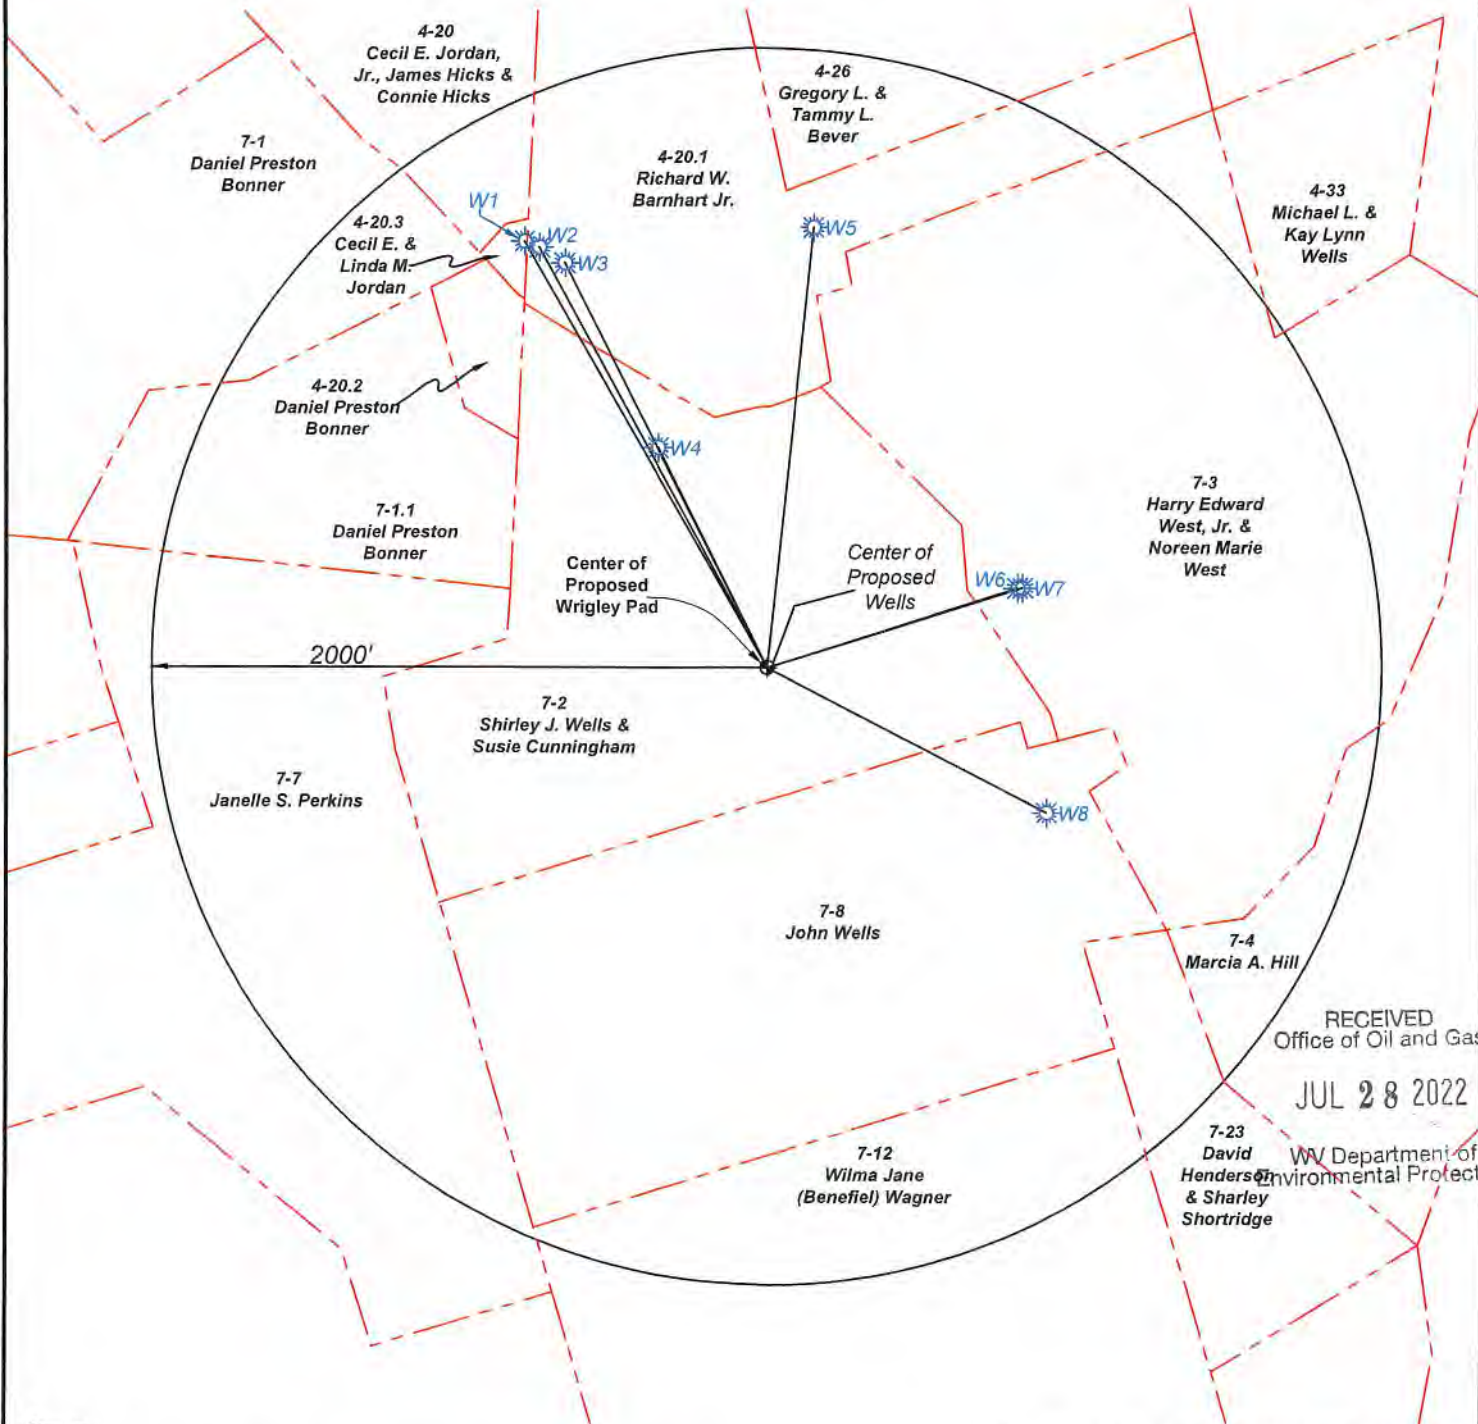 4-20
Cecil E. Jordan,
Jr., James Hicks &
Connie Hicks
4-26
Gregory L. &
Tammy L.
Bever
7-1
Daniel Preston
Bonner
4-20.1
Richard W.
Barnhart Jr.
4-33
Michael L. &
Kay Lynn
Wells
W1
W2
W3
W5
4-20.3
Cecil E. &
Linda M.
Jordan
4-20.2
Daniel Preston
Bonner
W4
7-1.1
Daniel Preston
Bonner
7-3
Harry Edward
West, Jr. &
Noreen Marie
West
Center of
Proposed
Wrigley Pad
Center of
Proposed
Wells
W6
W7
2000'
7-2
Shirley J. Wells &
Susie Cunningham
7-7
Janelle S. Perkins
W8
7-8
John Wells
7-4
Marcia A. Hill
RECEIVED
Office of Oil and Gas
JUL 28 2022
WV Department of
Environmental Protect
7-12
Wilma Jane
(Benefiel) Wagner
7-23
David
Henderson
& Sharley
Shortridge